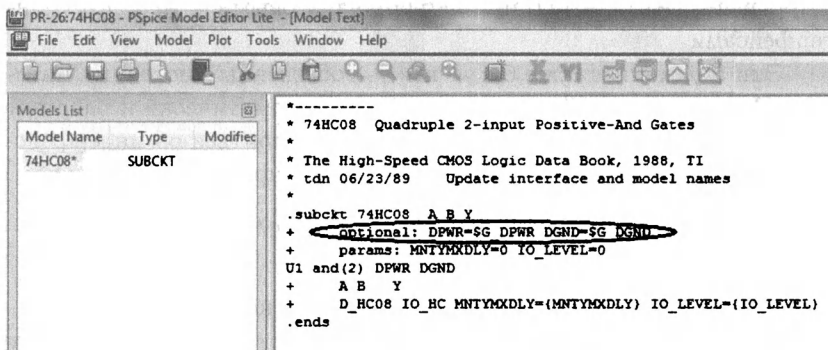 PR-26:74HC08 - PSpice Model Editor Lite - [Model Text]
File Edit View Model Plot Tools Window Help
Models List
Model Name Type Modified
74HC08* SUBCKT
*----------
* 74HC08 Quadruple 2-input Positive-And Gates
*
* The High-Speed CMOS Logic Data Book, 1988, TI
* tdn 06/23/89 Update interface and model names
*
.subckt 74HC08 A B Y
+ optional: DPWR=$G_DPWR DGND=$G_DGND
+ params: MNTYMXDLY=0 IO_LEVEL=0
U1 and(2) DPWR DGND
+ A B Y
+ D_HC08 IO_HC MNTYMXDLY={MNTYMXDLY} IO_LEVEL={IO_LEVEL}
.ends